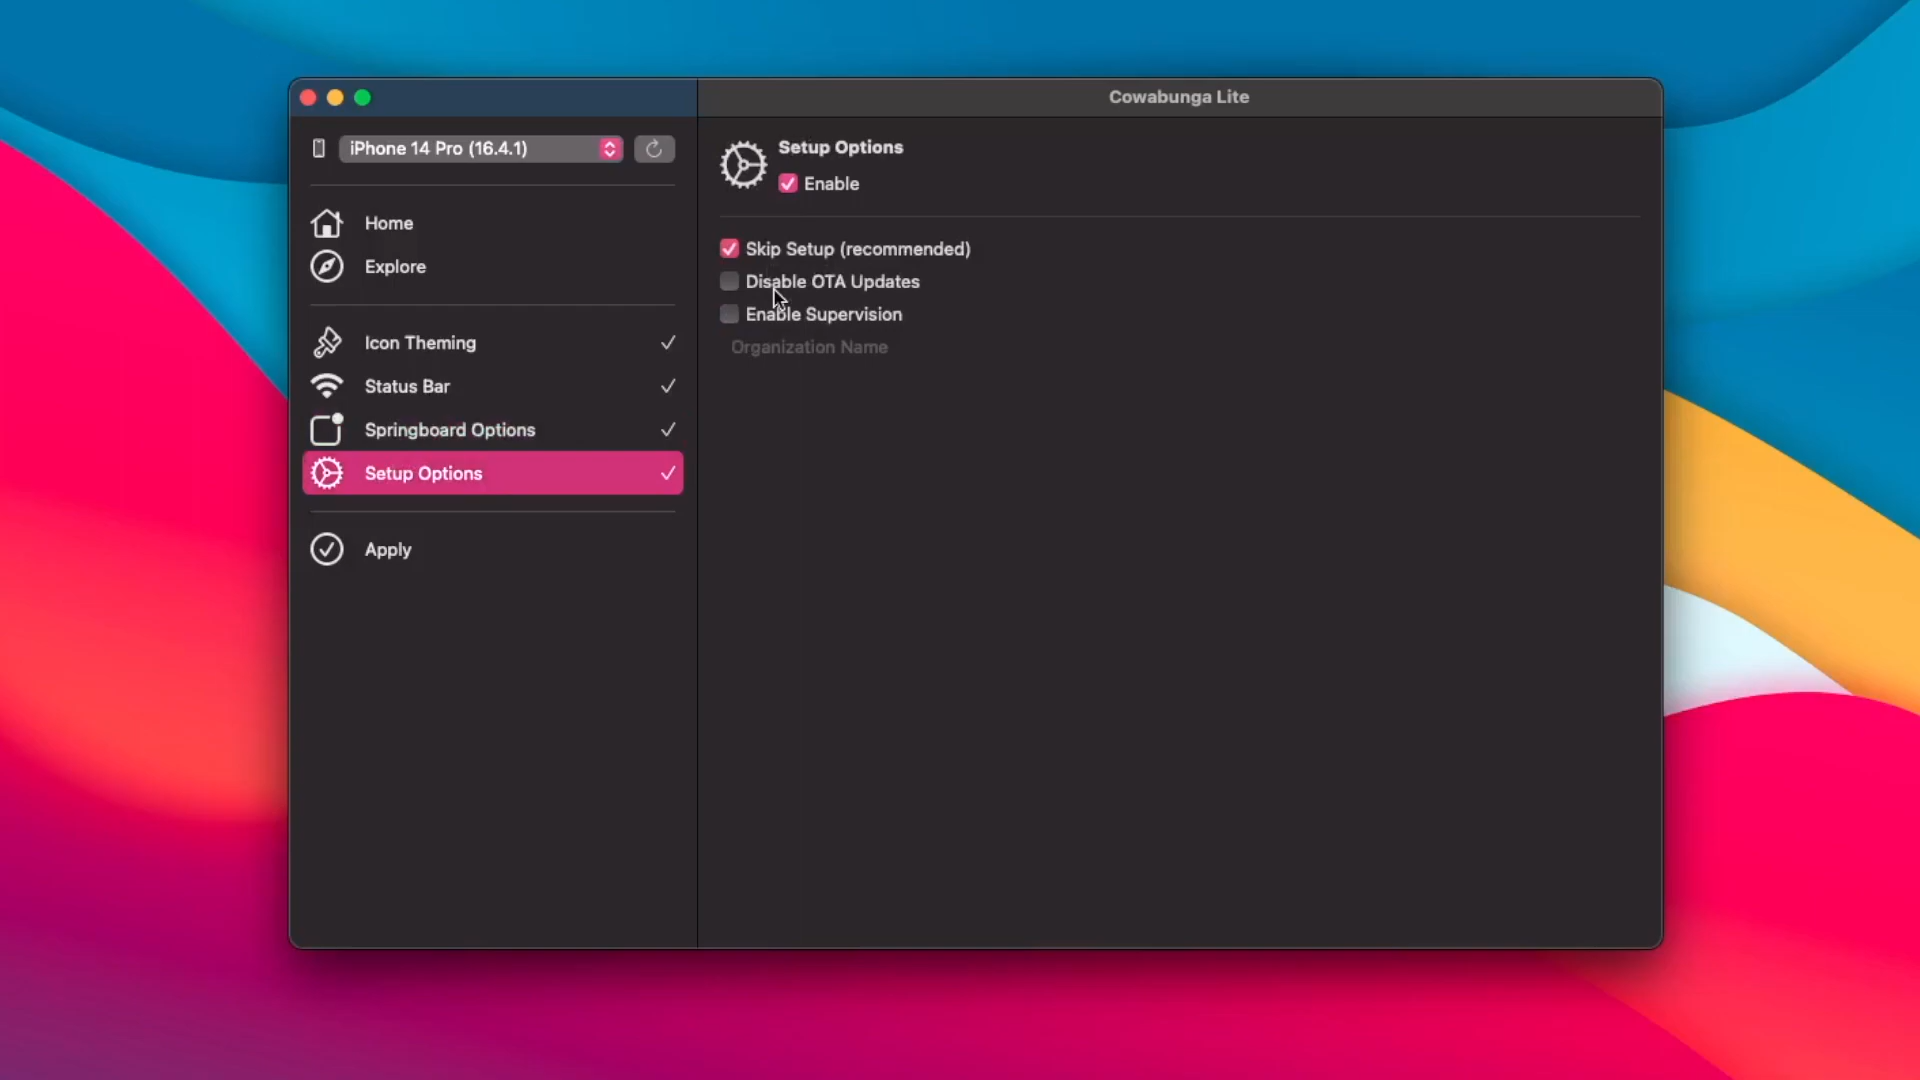 Cowabunga Lite
iPhone 14 Pro (16.4.1)
Home
Explore
Icon Theming
Status Bar
Springboard Options
Setup Options
Apply
Setup Options
Enable
Skip Setup (recommended)
Disable OTA Updates
Enable Supervision
Organization Name